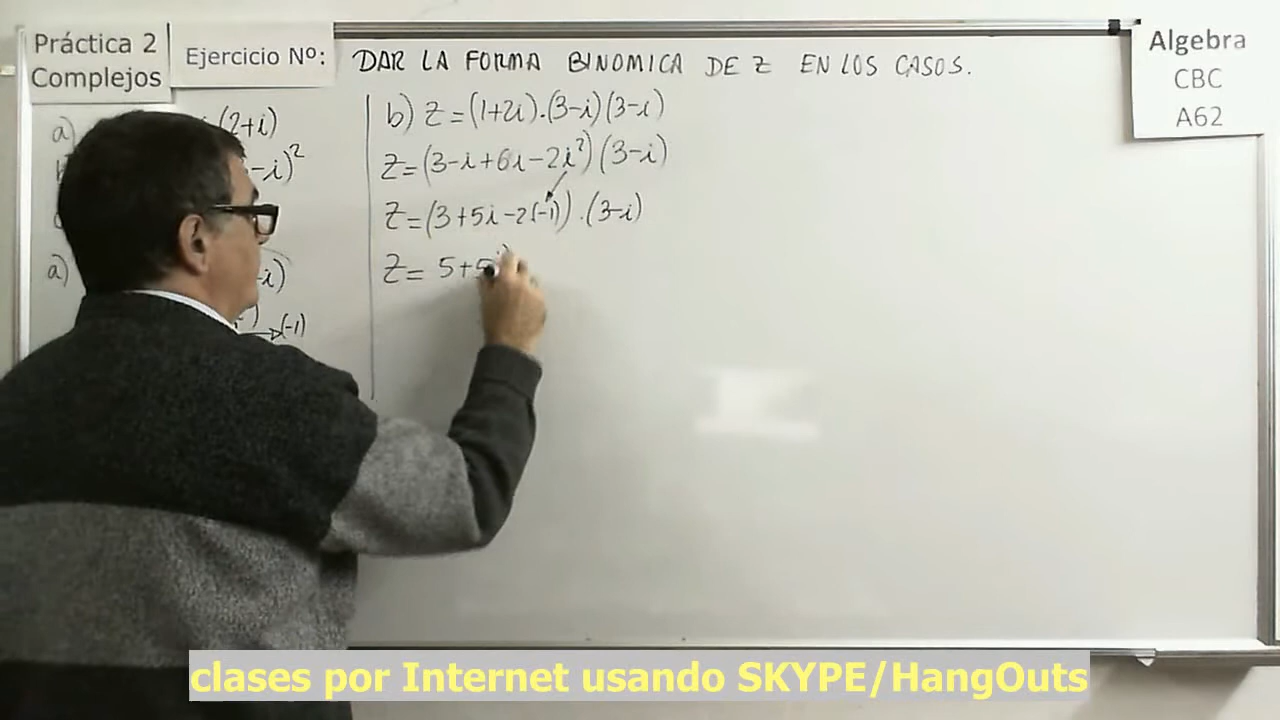 Práctica 2
Complejos
Ejercicio Nº:
DAR LA FORMA BINOMICA DE Z EN LOS CASOS.
Algebra
CBC
A62
a) (2+i)
-i)²
a) -i)
(-1)
b) Z=(1+2i).(3-i)(3-i)
Z=(3-i+6i-2i²)(3-i)
Z=(3+5i-2(-1)).(3-i)
Z= 5+5i
clases por Internet usando SKYPE/HangOuts